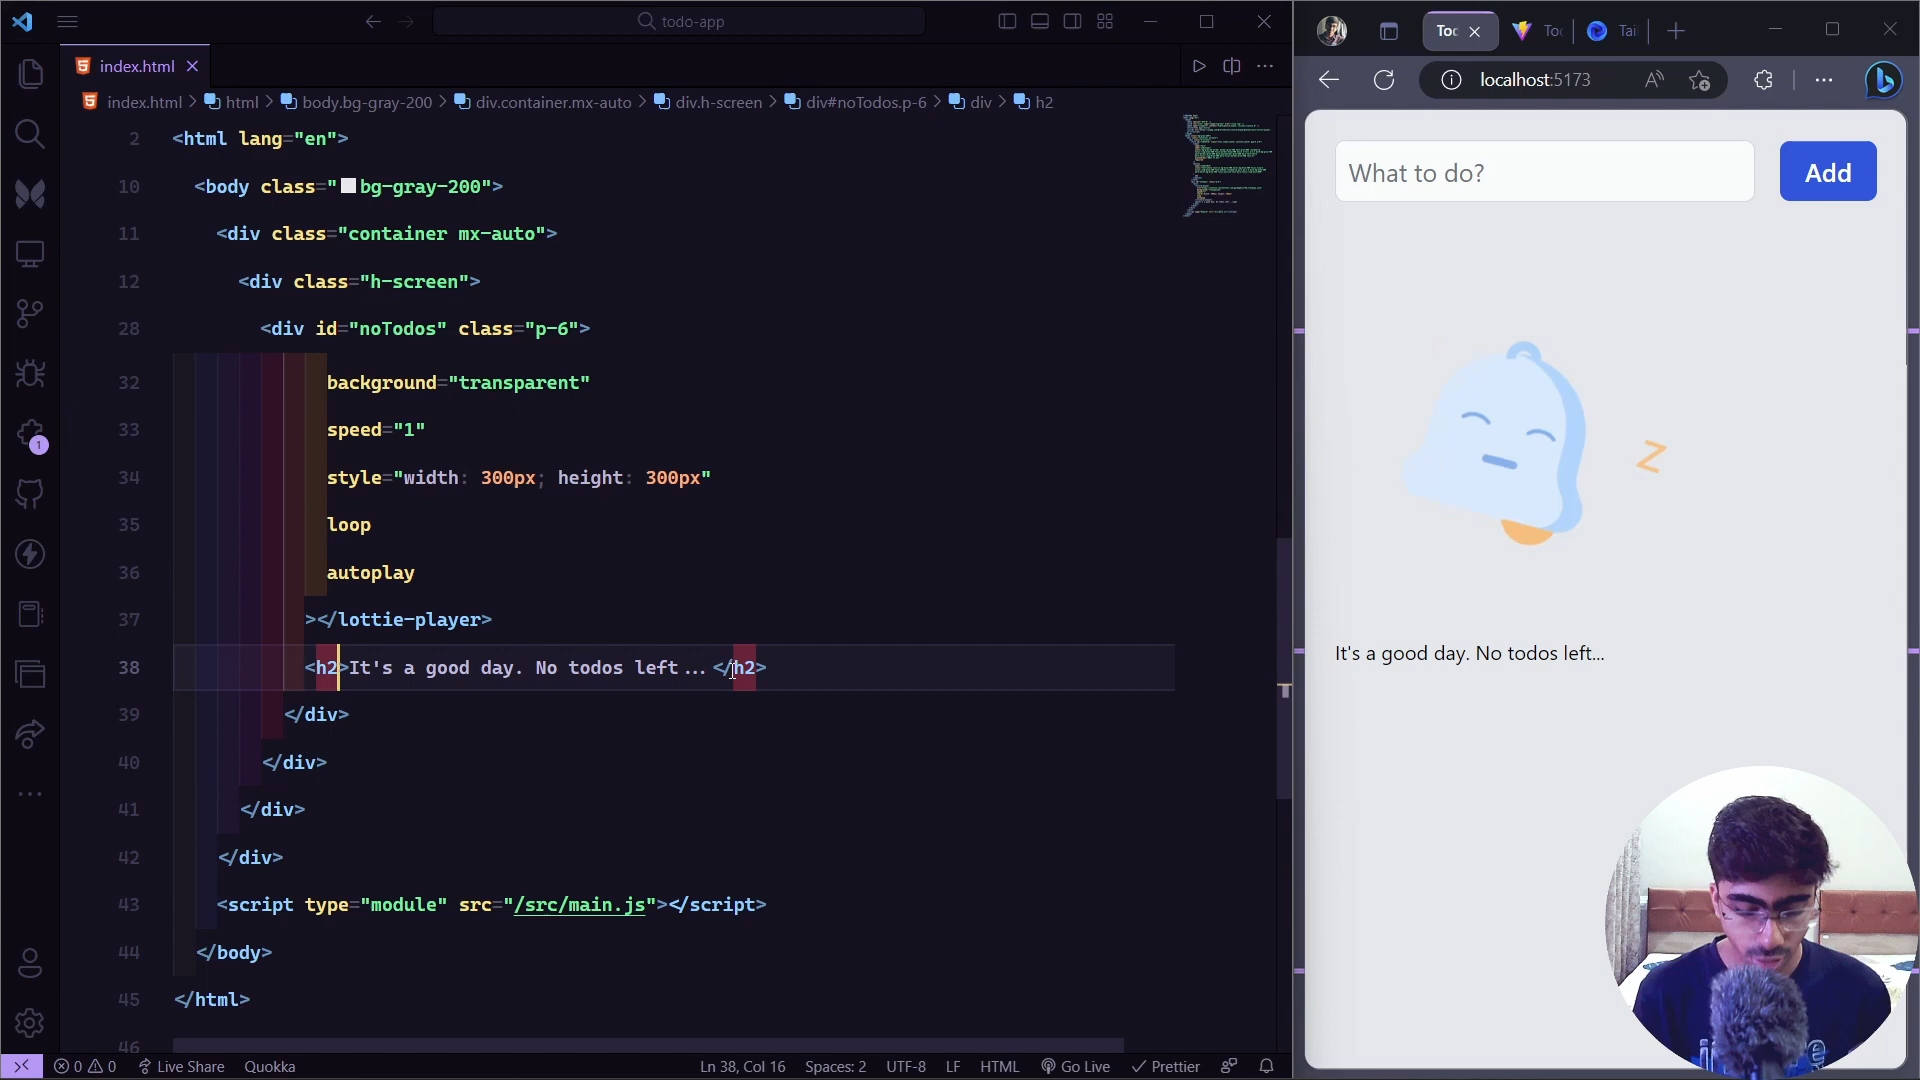 todo-app
index.html
index.html > html > body.bg-gray-200 > div.container.mx-auto > div.h-screen > div#noTodos.p-6 > div > h2
2 <html lang="en">
10 <body class="bg-gray-200">
11 <div class="container mx-auto">
12 <div class="h-screen">
28 <div id="noTodos" class="p-6">
32 background="transparent"
33 speed="1"
34 style="width: 300px; height: 300px"
35 loop
36 autoplay
37 ></lottie-player>
38 <h2>It's a good day. No todos left...</h2>
39 </div>
40 </div>
41 </div>
42 </div>
43 <script type="module" src="/src/main.js"></script>
44 </body>
45 </html>
46
1
0 0 Live Share Quokka Ln 38, Col 16 Spaces: 2 UTF-8 LF HTML Go Live Prettier
Toc Toc Tai
localhost:5173
What to do? Add
Z
It's a good day. No todos left...